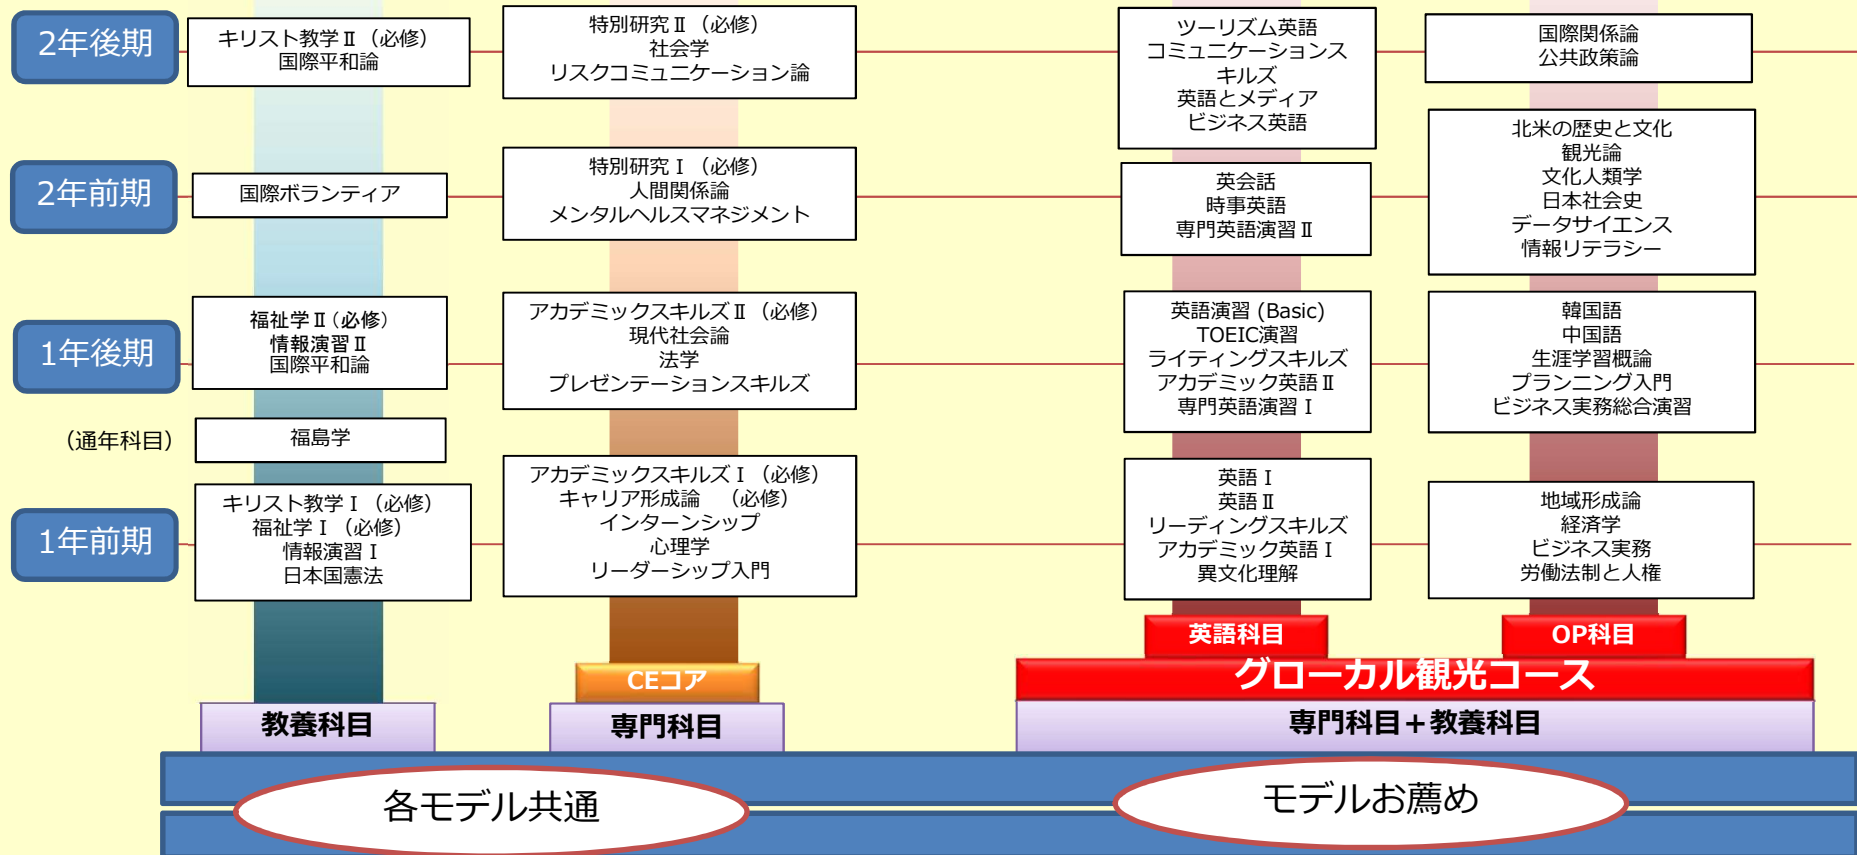 2年後期
キリスト教学Ⅱ（必修）
国際平和論
特別研究Ⅱ（必修）
社会学
リスクコミュニケーション論
ツーリズム英語
コミュニケーションス
キルズ
英語とメディア
ビジネス英語
国際関係論
公共政策論
2年前期
国際ボランティア
特別研究Ⅰ（必修）
人間関係論
メンタルヘルスマネジメント
英会話
時事英語
専門英語演習Ⅱ
北米の歴史と文化
観光論
文化人類学
日本社会史
データサイエンス
情報リテラシー
1年後期
福祉学Ⅱ（必修）
情報演習Ⅱ
国際平和論
アカデミックスキルズⅡ（必修）
現代社会論
法学
プレゼンテーションスキルズ
英語演習 (Basic)
TOEIC演習
ライティングスキルズ
アカデミック英語Ⅱ
専門英語演習Ⅰ
韓国語
中国語
生涯学習概論
プランニング入門
ビジネス実務総合演習
（通年科目）
福島学
1年前期
キリスト教学Ⅰ（必修）
福祉学Ⅰ（必修）
情報演習Ⅰ
日本国憲法
アカデミックスキルズⅠ（必修）
キャリア形成論　（必修）
インターンシップ
心理学
リーダーシップ入門
英語Ⅰ
英語Ⅱ
リーディングスキルズ
アカデミック英語Ⅰ
異文化理解
地域形成論
経済学
ビジネス実務
労働法制と人権
英語科目
OP科目
CEコア
グローカル観光コース
教養科目
専門科目
専門科目＋教養科目
各モデル共通
モデルお薦め